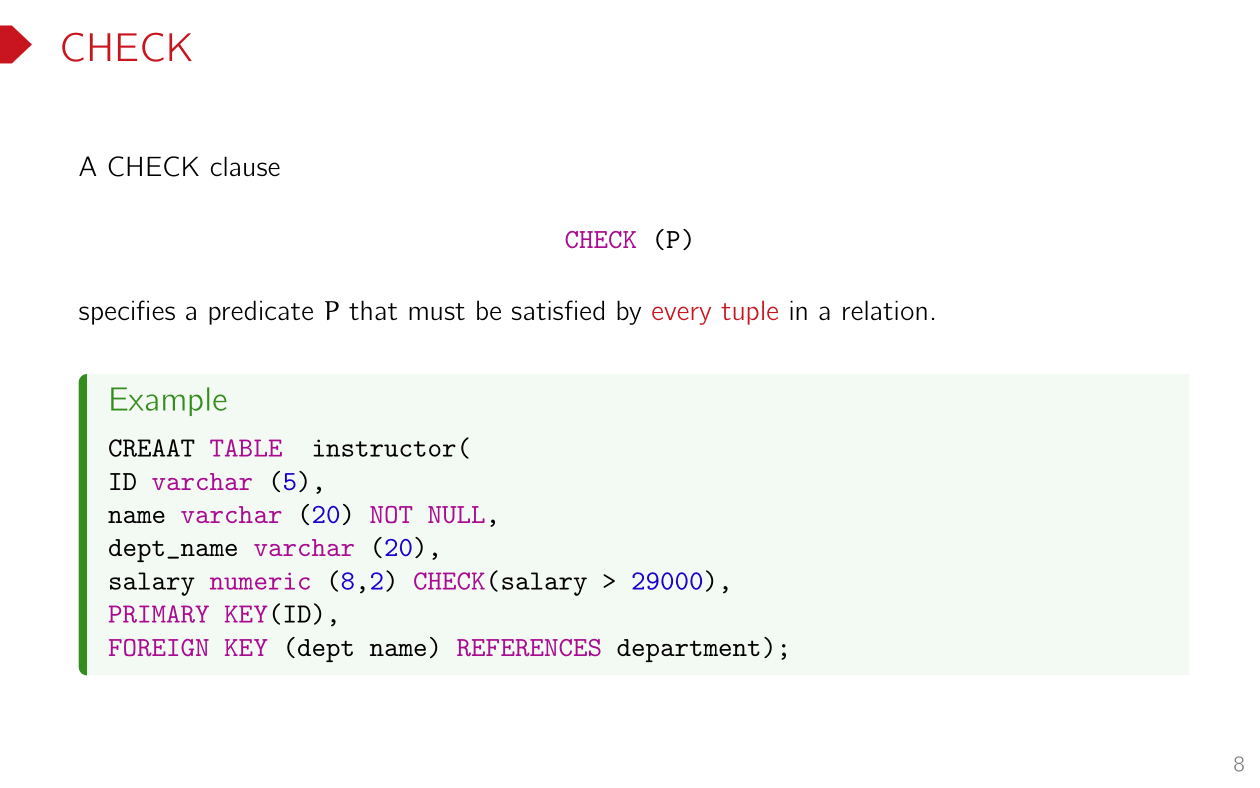 CHECK
A CHECK clause
CHECK (P)
specifies a predicate P that must be satisfied by every tuple in a relation.
Example
CREAAT TABLE  instructor(
ID varchar (5),
name varchar (20) NOT NULL,
dept_name varchar (20),
salary numeric (8,2) CHECK(salary > 29000),
PRIMARY KEY(ID),
FOREIGN KEY (dept name) REFERENCES department);
8